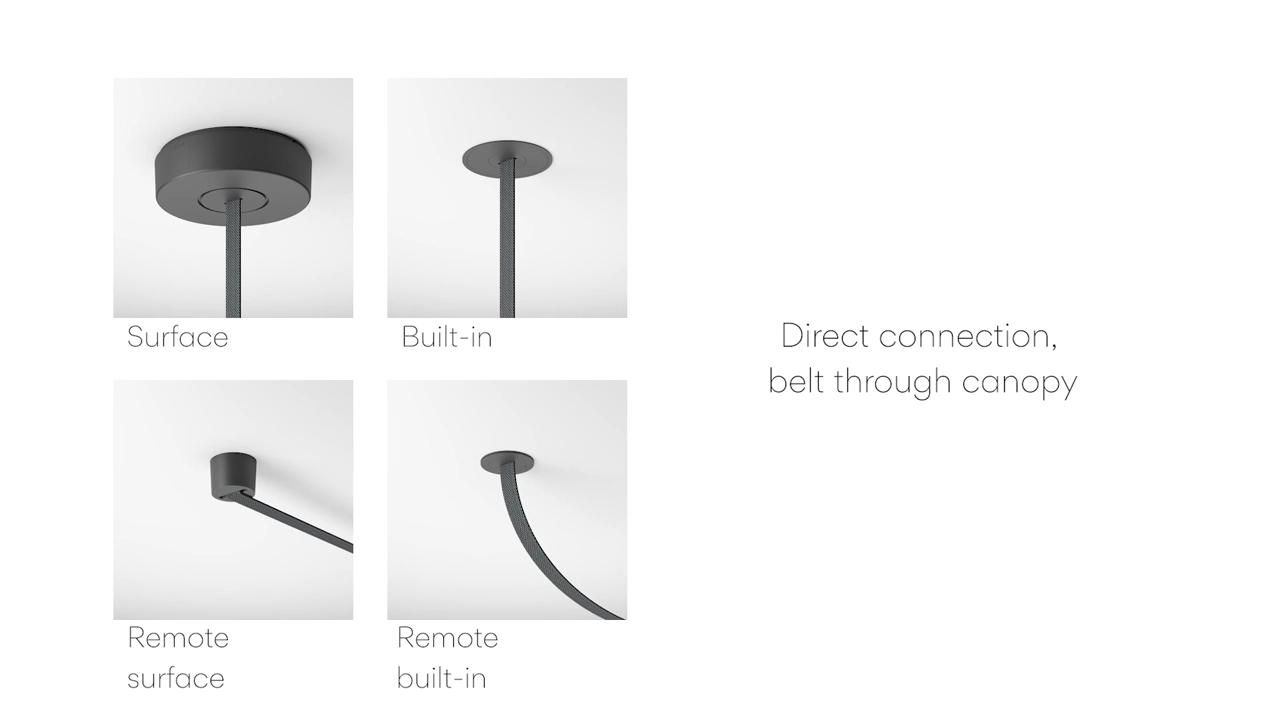 Surface
Built-in
Remote
surface
Remote
built-in
Direct connection,
belt through canopy